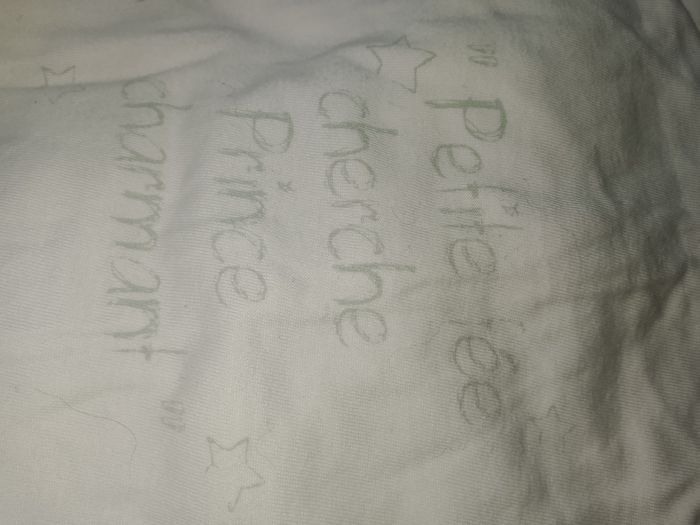 " Petite fée
cherche
Prince
charmant "